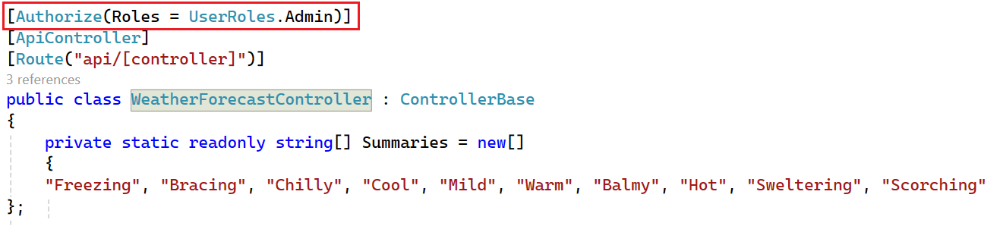 [Authorize(Roles = UserRoles.Admin)]
[ApiController]
[Route("api/[controller]")]
3 references
public class WeatherForecastController : ControllerBase
{
private static readonly string[] Summaries = new[]
{
"Freezing", "Bracing", "Chilly", "Cool", "Mild", "Warm", "Balmy", "Hot", "Sweltering", "Scorching"
};